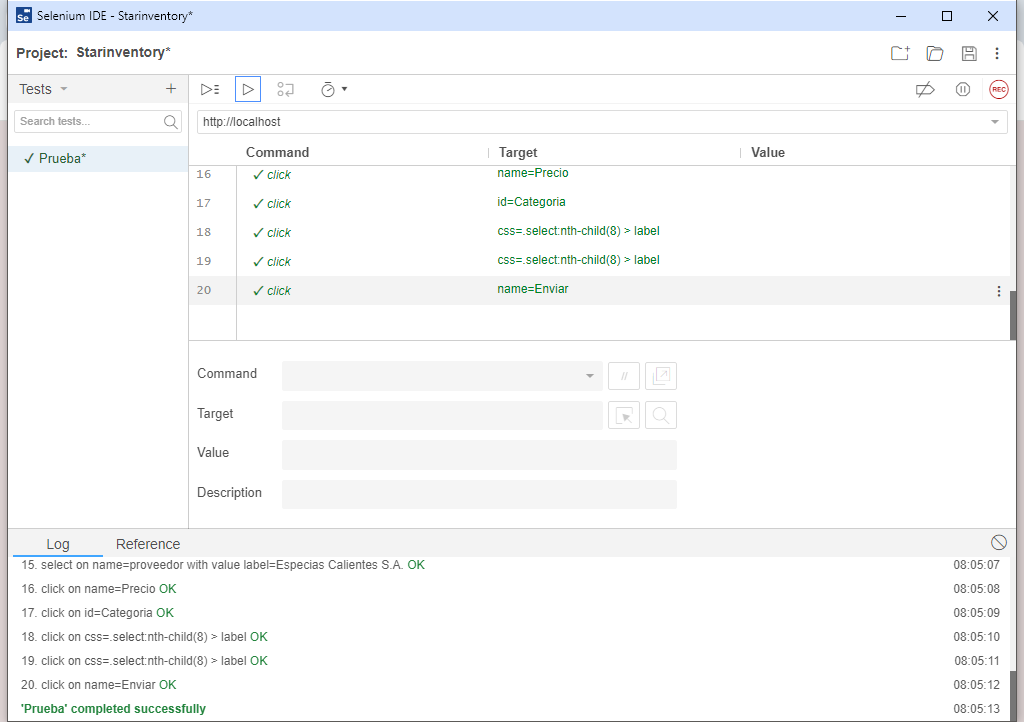 Se Selenium IDE - Starinventory*
Project: Starinventory*
Tests
Search tests...
✓ Prueba*
REC
http://localhost
Command Target Value
16 ✓ click name=Precio
17 ✓ click id=Categoria
18 ✓ click css=.select:nth-child(8) > label
19 ✓ click css=.select:nth-child(8) > label
20 ✓ click name=Enviar
Command //
Target
Value
Description
Log Reference
15. select on name=proveedor with value label=Especias Calientes S.A. OK 08:05:07
16. click on name=Precio OK 08:05:08
17. click on id=Categoria OK 08:05:09
18. click on css=.select:nth-child(8) > label OK 08:05:10
19. click on css=.select:nth-child(8) > label OK 08:05:11
20. click on name=Enviar OK 08:05:12
'Prueba' completed successfully 08:05:13